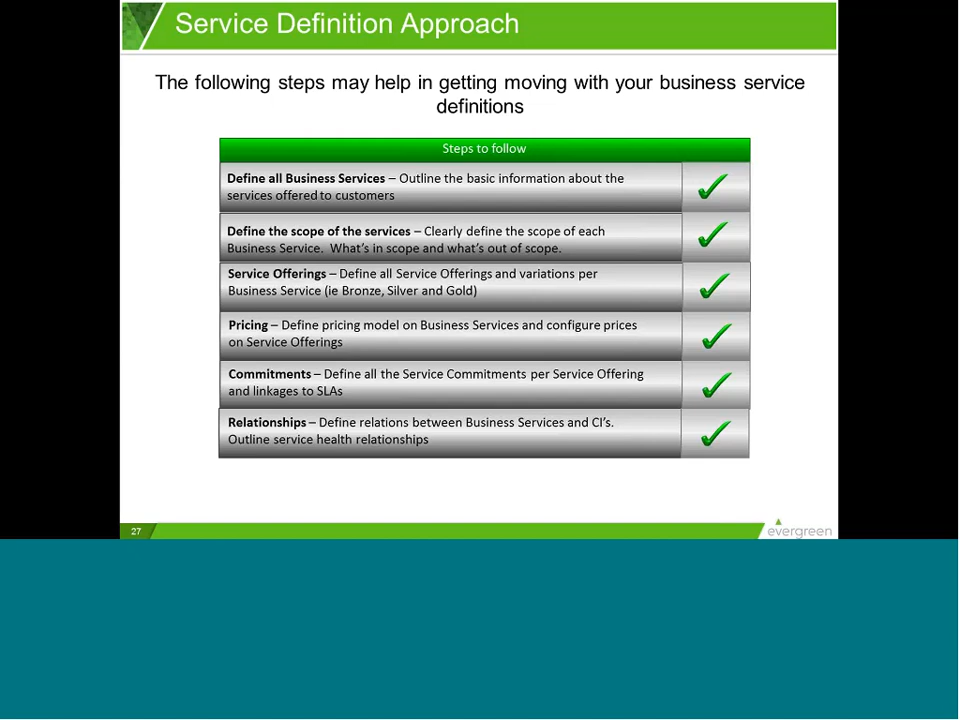 Service Definition Approach
The following steps may help in getting moving with your business service
definitions
Steps to follow
Define all Business Services – Outline the basic information about the
services offered to customers
Define the scope of the services – Clearly define the scope of each
Business Service.  What's in scope and what's out of scope.
Service Offerings – Define all Service Offerings and variations per
Business Service (ie Bronze, Silver and Gold)
Pricing – Define pricing model on Business Services and configure prices
on Service Offerings
Commitments – Define all the Service Commitments per Service Offering
and linkages to SLAs
Relationships – Define relations between Business Services and CI's.
Outline service health relationships
27
evergreen